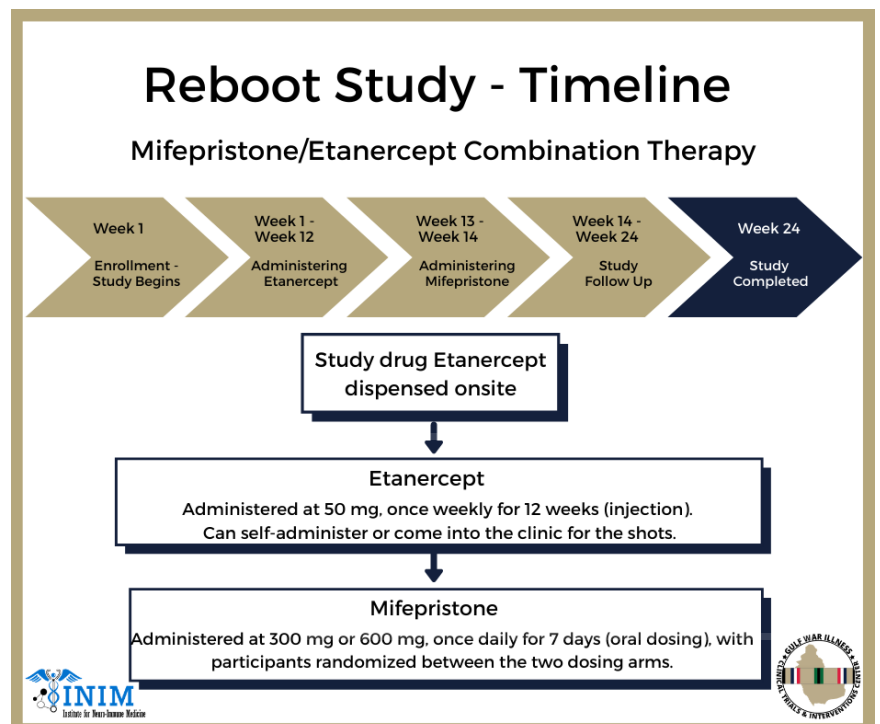 Reboot Study - Timeline
Mifepristone/Etanercept Combination Therapy
Week 1
Enrollment -
Study Begins
Week 1 -
Week 12
Administering
Etanercept
Week 13 -
Week 14
Administering
Mifepristone
Week 14 -
Week 24
Study
Follow Up
Week 24
Study
Completed
Study drug Etanercept
dispensed onsite
Etanercept
Administered at 50 mg, once weekly for 12 weeks (injection).
Can self-administer or come into the clinic for the shots.
Mifepristone
Administered at 300 mg or 600 mg, once daily for 7 days (oral dosing), with
participants randomized between the two dosing arms.
INIM
Institute for Neuro-Immune Medicine
GULF WAR ILLNESS
CLINICAL TRIALS & INTERVENTIONS CENTER